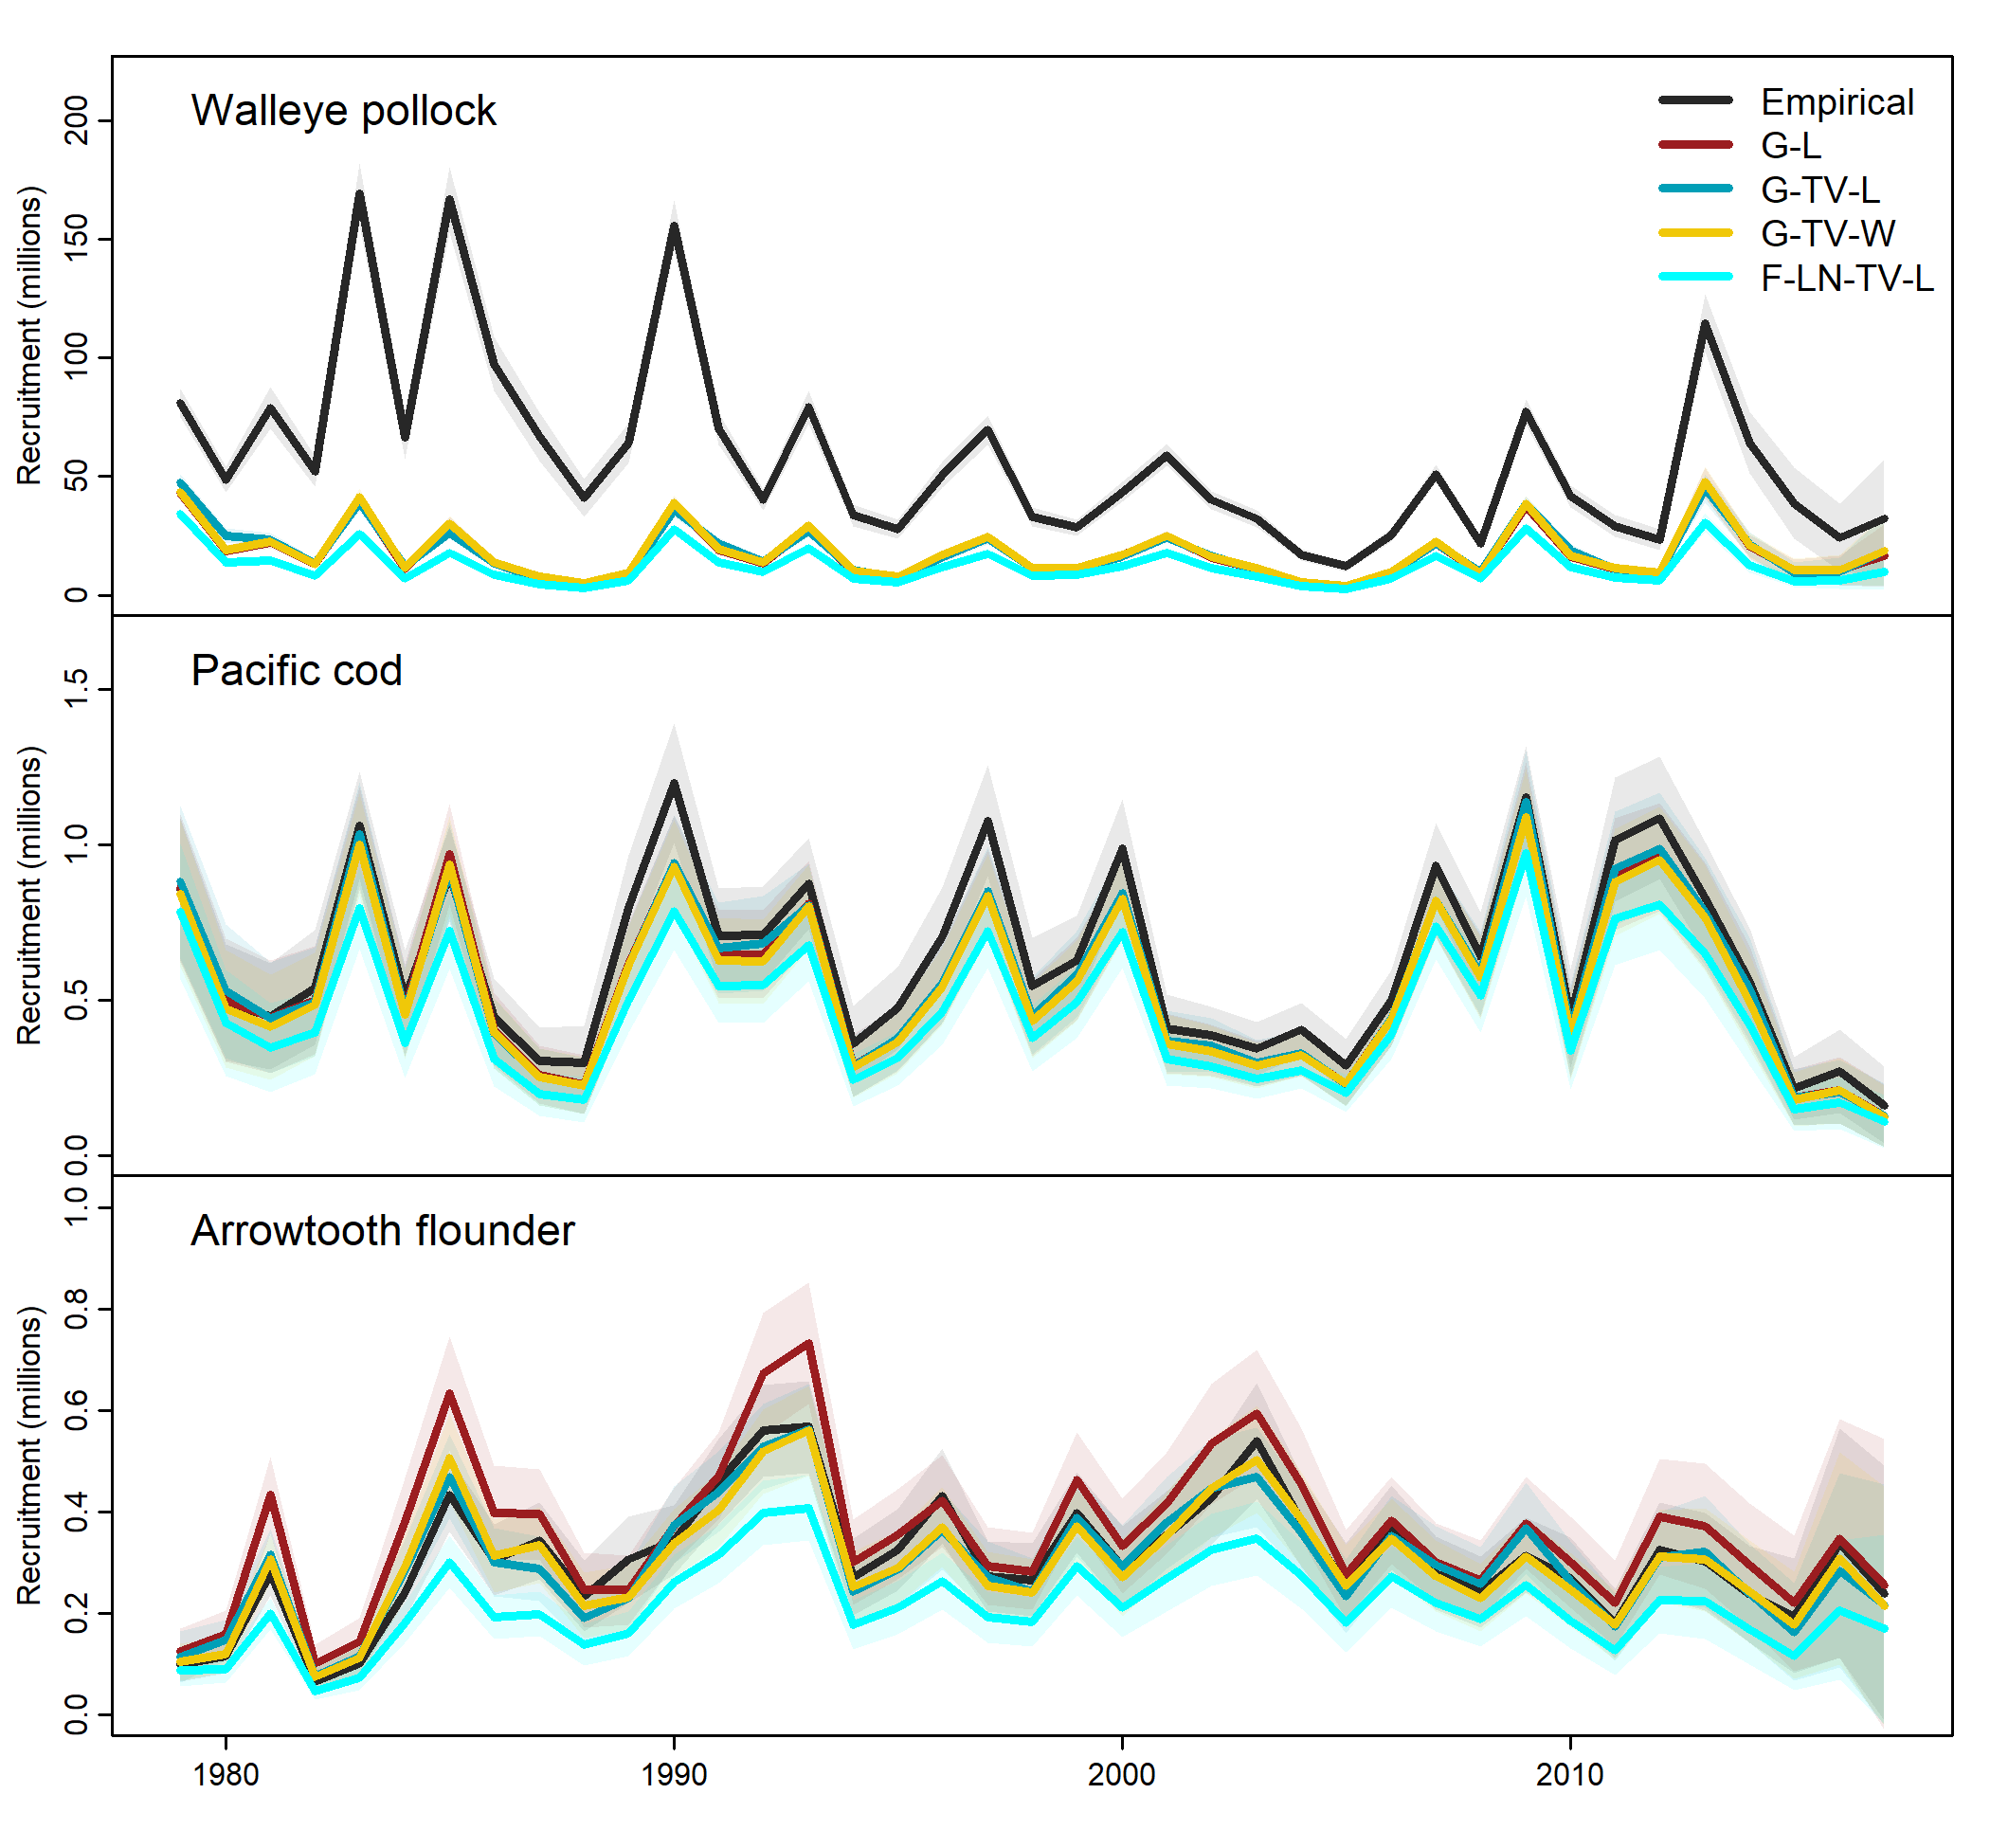 Walleye pollock
Empirical
G-L
G-TV-L
G-TV-W
F-LN-TV-L
Recruitment (millions)
200
150
100
50
0
Pacific cod
Recruitment (millions)
1.5
1.0
0.5
0.0
Arrowtooth flounder
Recruitment (millions)
1.0
0.8
0.6
0.4
0.2
0.0
1980 1990 2000 2010